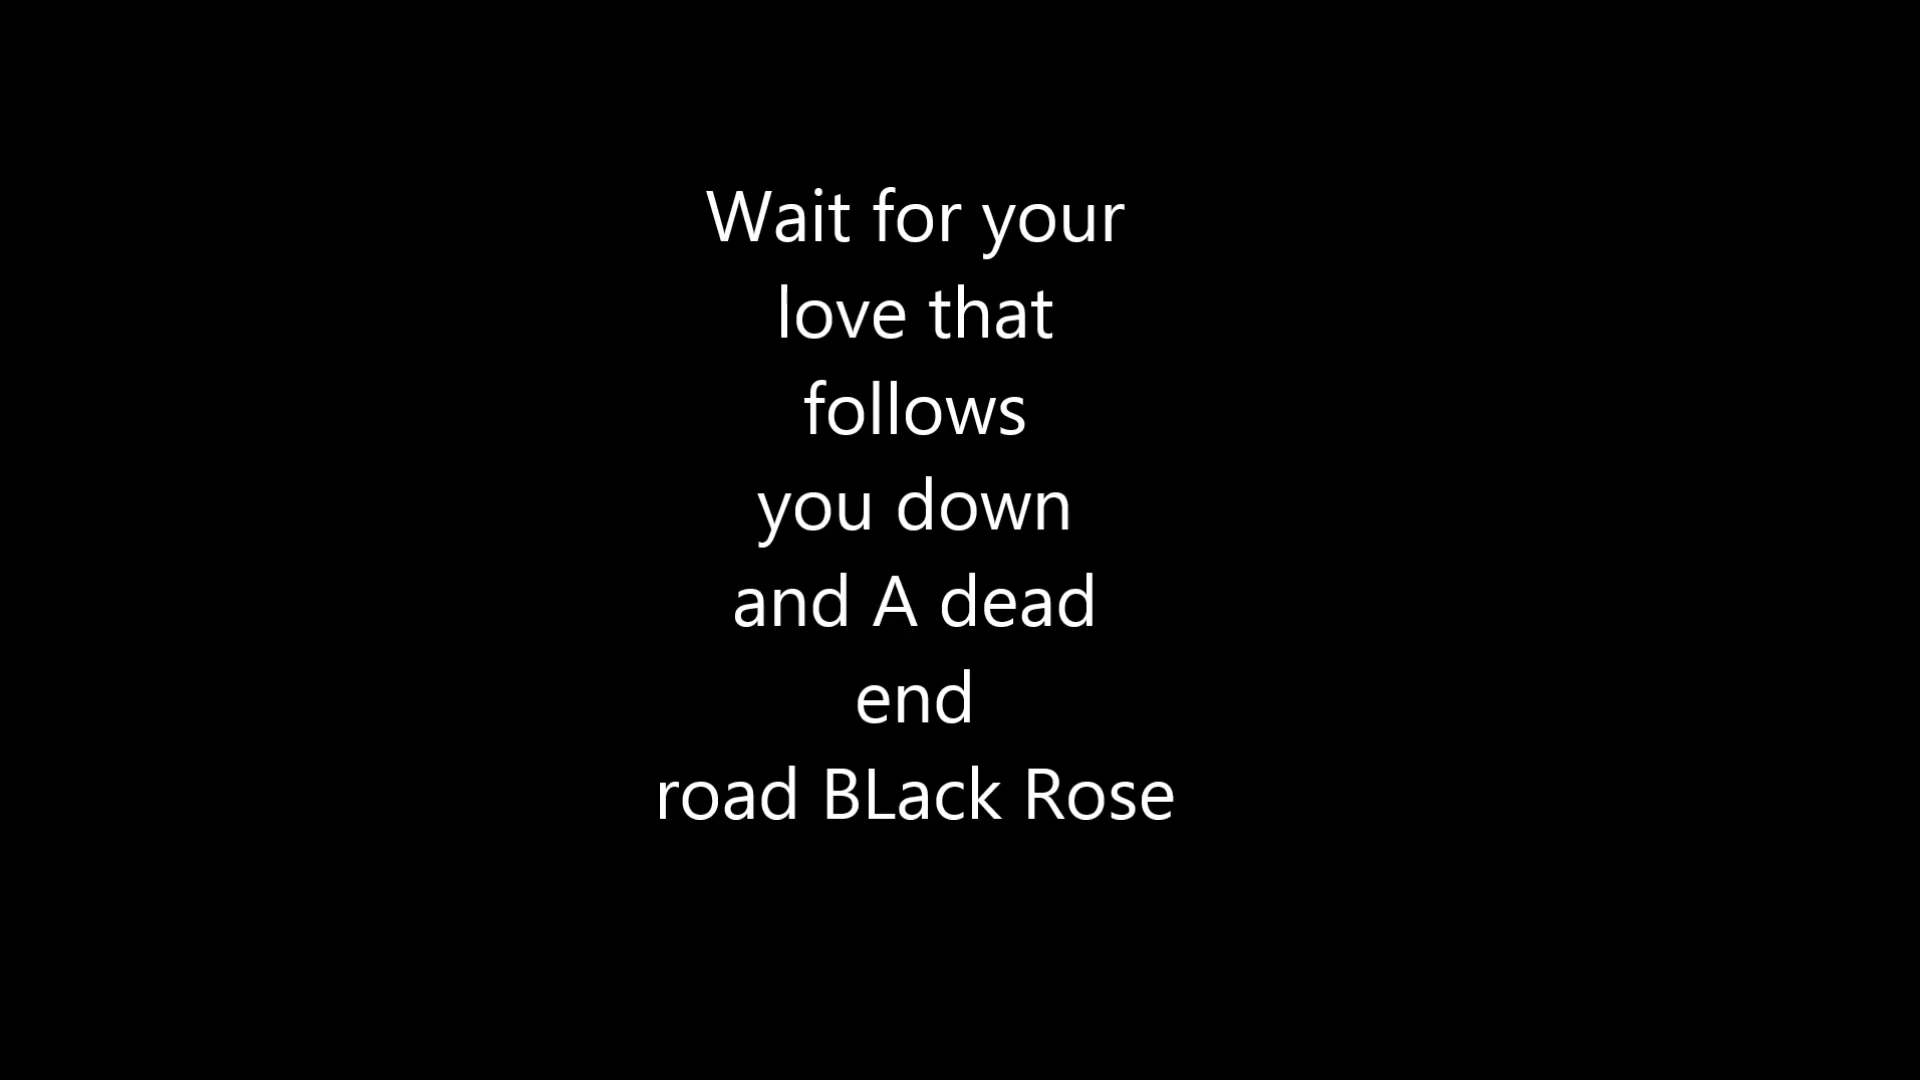 Wait for your
love that
follows
you down
and A dead
end
road BLack Rose